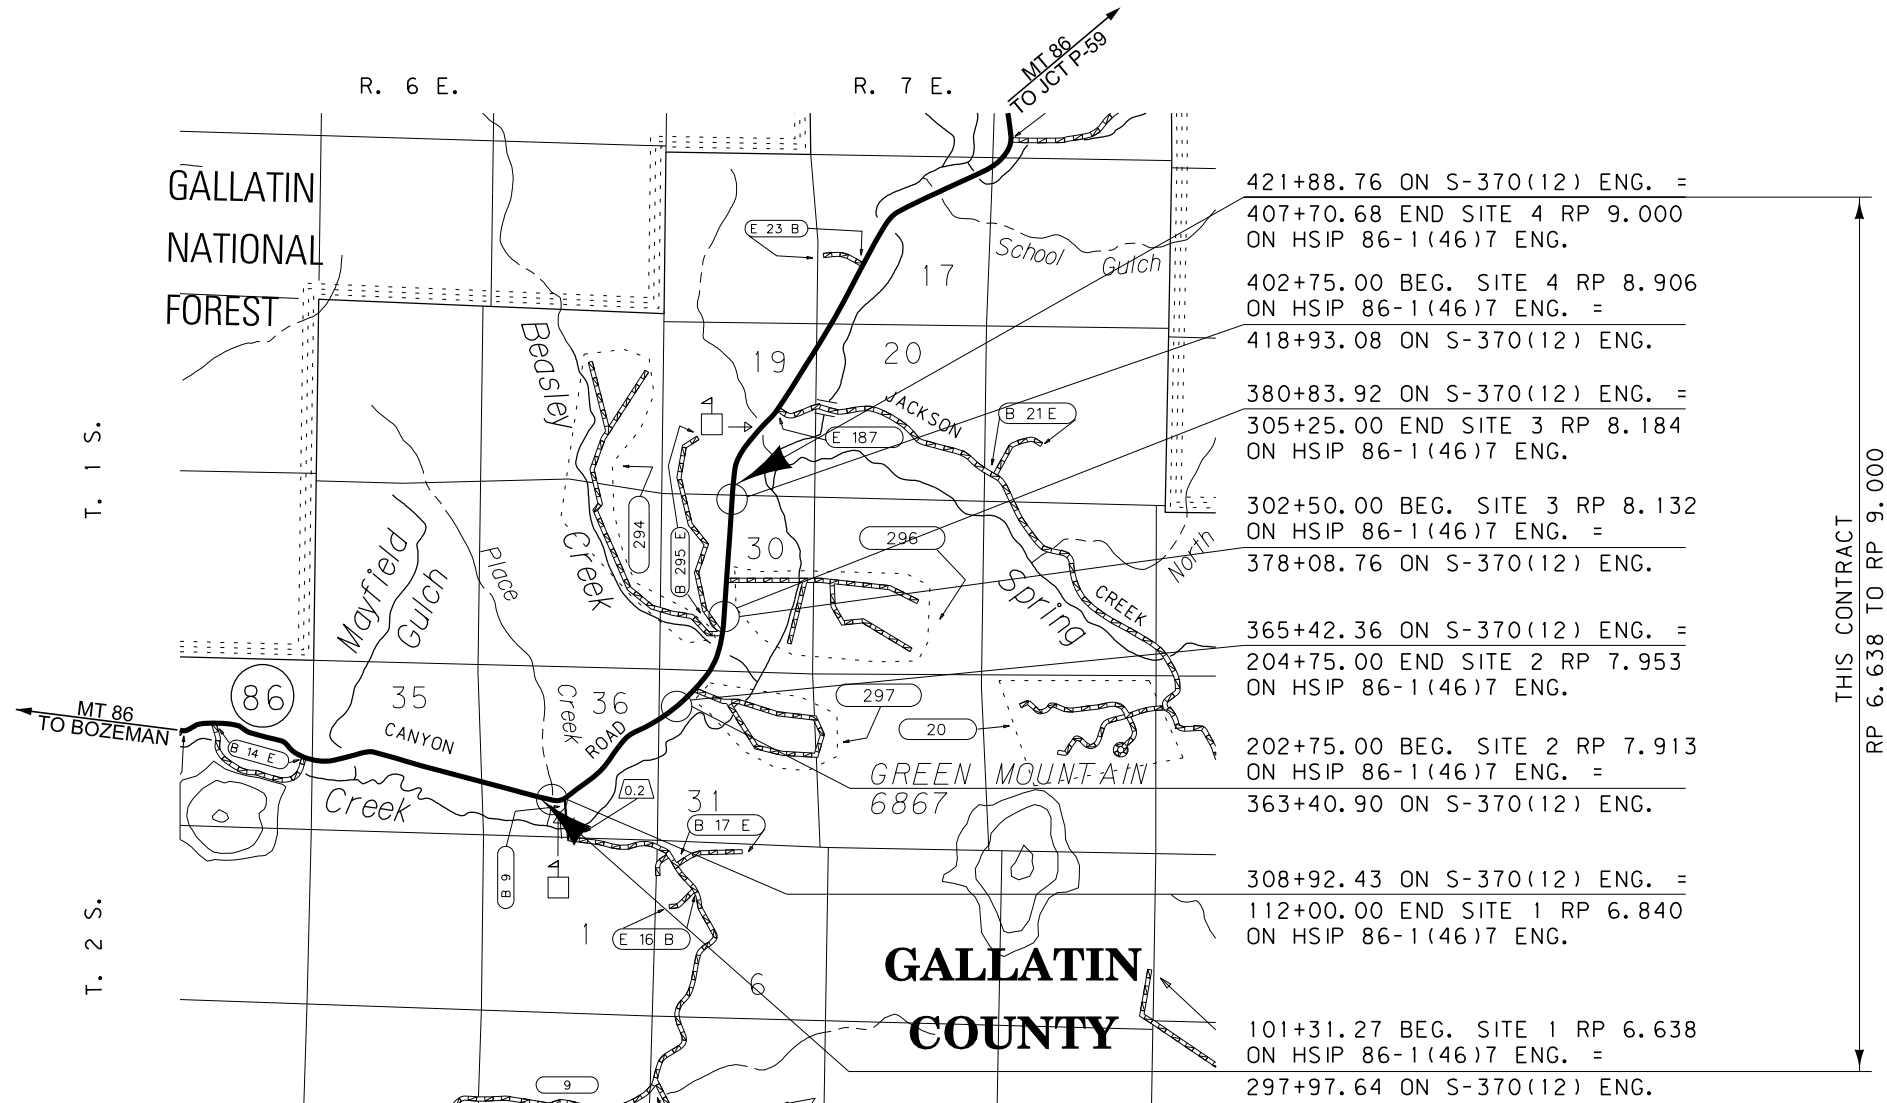 MT 86
TO JCT P-59
R. 6 E.
R. 7 E.
GALLATIN
NATIONAL
FOREST
T. 1 S.
T. 2 S.
E 23 B
School Gulch
17
19
20
Beasley
Creek
JACKSON
CREEK
B 21 E
E 187
294
B 295 E
30
296
North
Spring
Mayfield
Gulch
Place
Creek
86
35
36
CANYON
ROAD
MT 86
TO BOZEMAN
B 14 E
297
20
GREEN MOUNTAIN
6867
Creek
0.2
31
B 17 E
B 9
1
E 16 B
6
9
GALLATIN
COUNTY
421+88.76 ON S-370(12) ENG. =
407+70.68 END SITE 4 RP 9.000
ON HSIP 86-1(46)7 ENG.
402+75.00 BEG. SITE 4 RP 8.906
ON HSIP 86-1(46)7 ENG. =
418+93.08 ON S-370(12) ENG.
380+83.92 ON S-370(12) ENG. =
305+25.00 END SITE 3 RP 8.184
ON HSIP 86-1(46)7 ENG.
302+50.00 BEG. SITE 3 RP 8.132
ON HSIP 86-1(46)7 ENG. =
378+08.76 ON S-370(12) ENG.
365+42.36 ON S-370(12) ENG. =
204+75.00 END SITE 2 RP 7.953
ON HSIP 86-1(46)7 ENG.
202+75.00 BEG. SITE 2 RP 7.913
ON HSIP 86-1(46)7 ENG. =
363+40.90 ON S-370(12) ENG.
308+92.43 ON S-370(12) ENG. =
112+00.00 END SITE 1 RP 6.840
ON HSIP 86-1(46)7 ENG.
101+31.27 BEG. SITE 1 RP 6.638
ON HSIP 86-1(46)7 ENG. =
297+97.64 ON S-370(12) ENG.
THIS CONTRACT
RP 6.638 TO RP 9.000